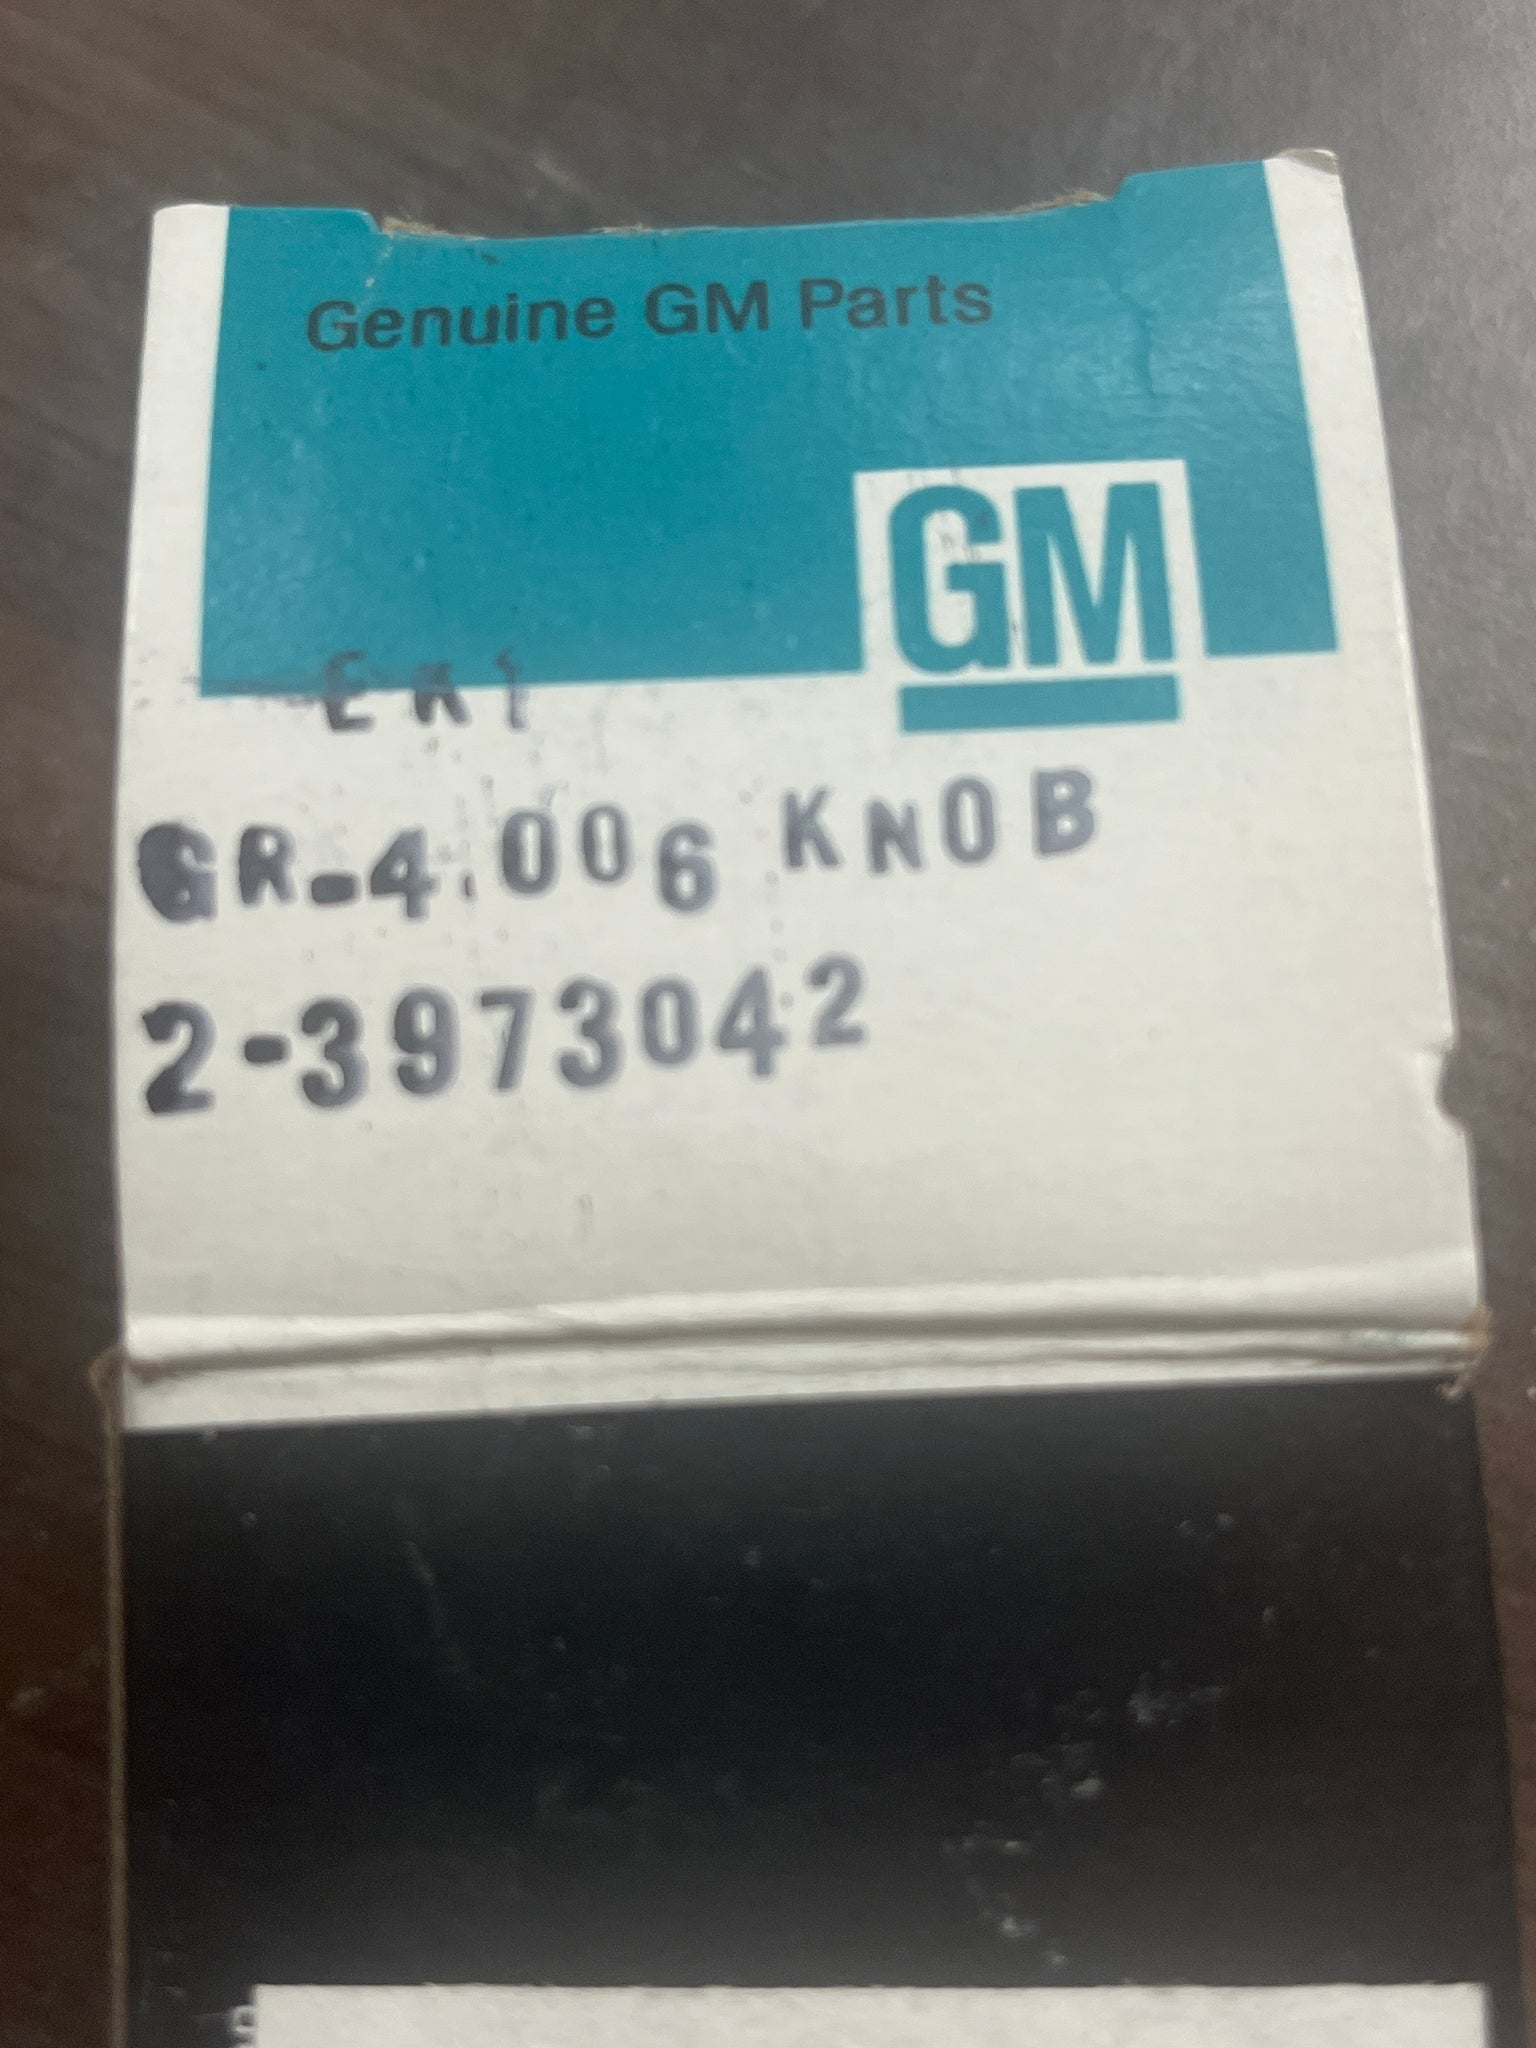 Genuine GM Parts
GM
GR-4.006 KNOB
2-3973042